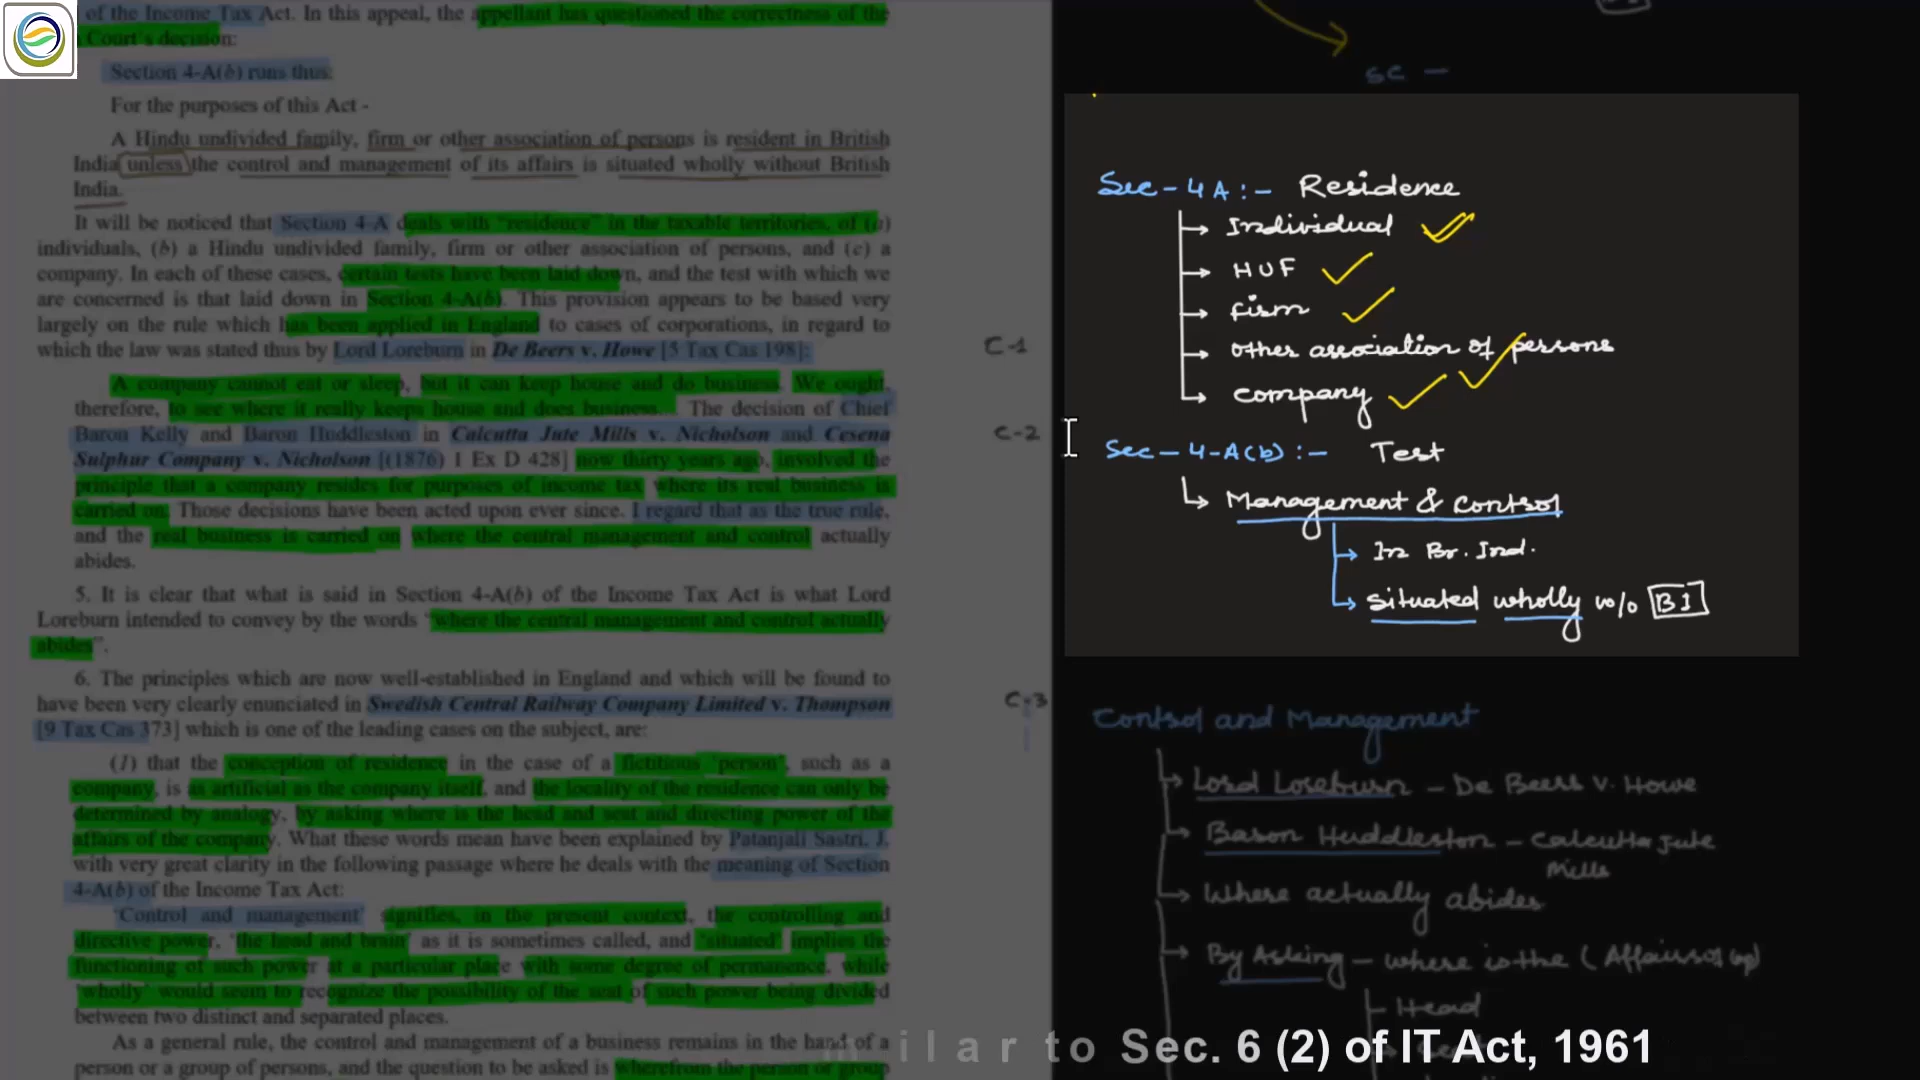 of the Income Tax Act. In this appeal, the appellant has questioned the correctness of the
Court's decision:
Section 4-A(b) runs thus:
For the purposes of this Act -
A Hindu undivided family, firm or other association of persons is resident in British
India unless the control and management of its affairs is situated wholly without British
India.
It will be noticed that Section 4-A deals with "residence" in the taxable territories, of (a)
individuals, (b) a Hindu undivided family, firm or other association of persons, and (c) a
company. In each of these cases, certain tests have been laid down, and the test with which we
are concerned is that laid down in Section 4-A(b). This provision appears to be based very
largely on the rule which has been applied in England to cases of corporations, in regard to
which the law was stated thus by Lord Loreburn in De Beers v. Howe [5 Tax Cas 198]:
A company cannot eat or sleep, but it can keep house and do business. We ought,
therefore, to see where it really keeps house and does business... The decision of Chief
Baron Kelly and Baron Huddleston in Calcutta Jute Mills v. Nicholson and Cesena
Sulphur Company v. Nicholson [(1876) 1 Ex D 428] now thirty years ago, involved the
principle that a company resides for purposes of income tax where its real business is
carried on. Those decisions have been acted upon ever since. I regard that as the true rule,
and the real business is carried on where the central management and control actually
abides.
5. It is clear that what is said in Section 4-A(b) of the Income Tax Act is what Lord
Loreburn intended to convey by the words "where the central management and control actually
abides".
6. The principles which are now well-established in England and which will be found to
have been very clearly enunciated in Swedish Central Railway Company Limited v. Thompson
[9 Tax Cas 373] which is one of the leading cases on the subject, are:
(1) that the conception of residence in the case of a fictitious 'person', such as a
company, is as artificial as the company itself, and the locality of the residence can only be
determined by analogy, by asking where is the head and seat and directing power of the
affairs of the company. What these words mean have been explained by Patanjali Sastri, J.
with very great clarity in the following passage where he deals with the meaning of Section
4-A(b) of the Income Tax Act:
'Control and management' signifies, in the present context, the controlling and
directive power, 'the head and brain' as it is sometimes called, and 'situated' implies the
functioning of such power at a particular place with some degree of permanence, while
'wholly' would seem to recognize the possibility of the seat of such power being divided
between two distinct and separated places.
As a general rule, the control and management of a business remains in the hand of a
person or a group of persons, and the question to be asked is wherefrom the person or group
C-1
C-2
C-3
SC -
Sec-4A:- Residence
Individual
HUF
firm
other association of persons
company
Sec-4-A(b):- Test
Management & Control
In Br. Ind.
situated wholly w/o BI
Control and Management
Lord Loreburn - De Beers v. Howe
Baron Huddleston - Calcutta Jute
Mills
Where actually abides
By Asking - where is the (Affairs of
Head
ilar to Sec. 6 (2) of IT Act, 1961